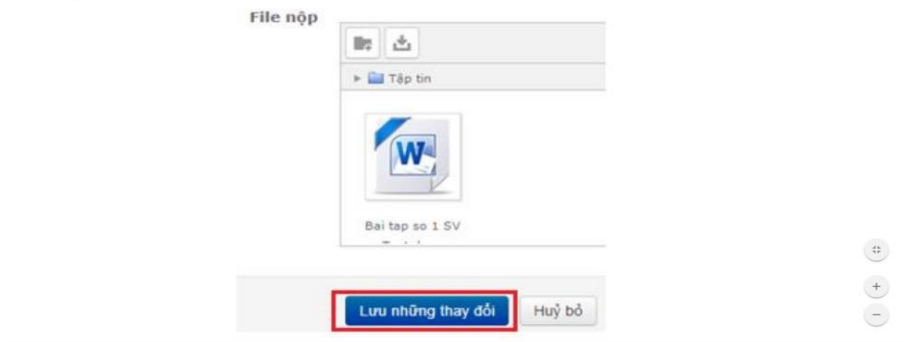 File nộp
Tập tin
W
Bai tap so 1 SV
Lưu những thay đổi
Huỷ bỏ